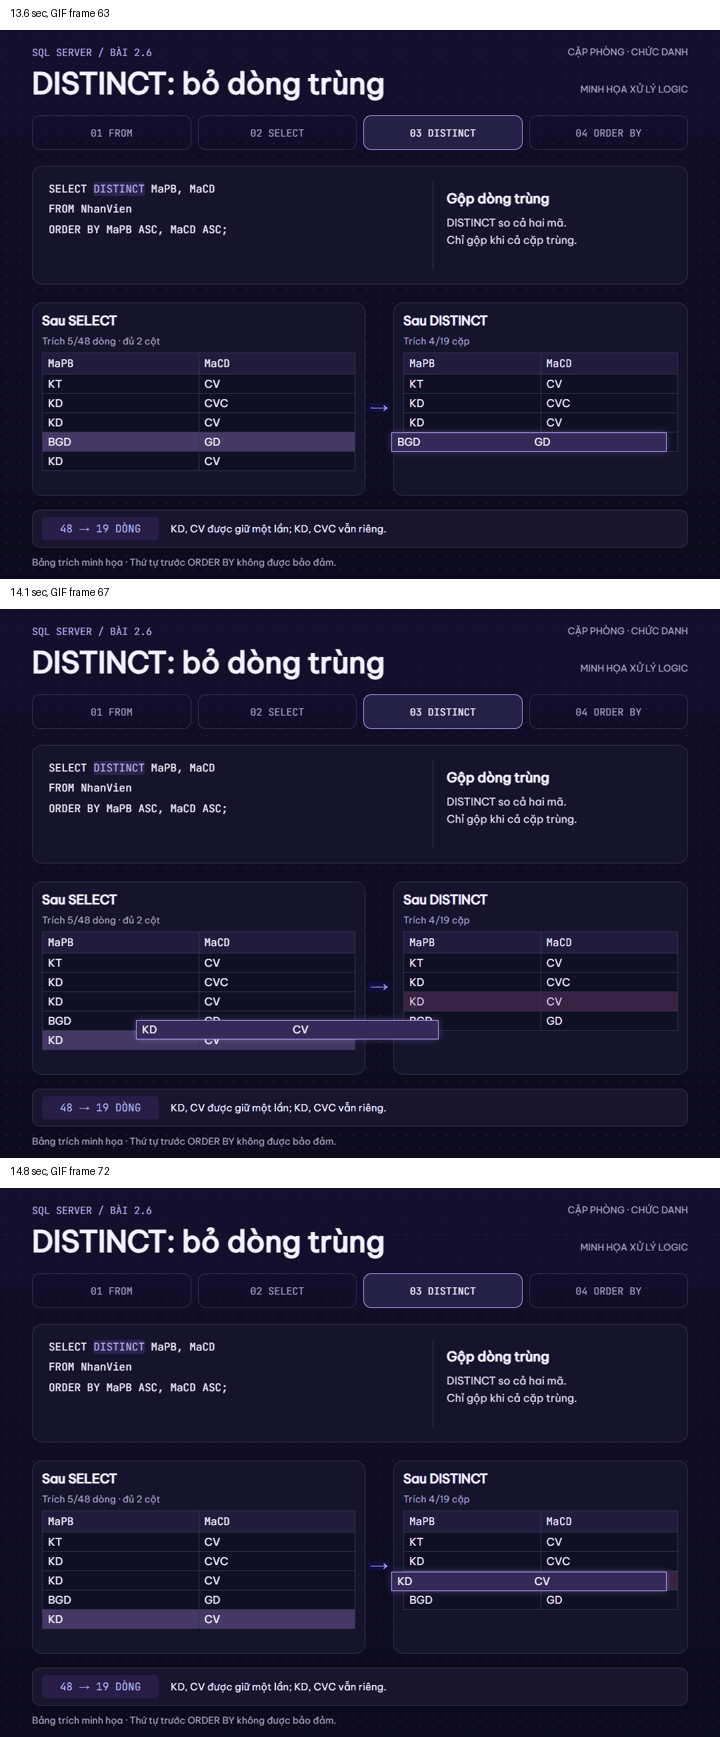 13.6 sec, GIF frame 63
SQL SERVER / BÀI 2.6
CẶP PHÒNG · CHỨC DANH
DISTINCT: bỏ dòng trùng
MINH HỌA XỬ LÝ LOGIC
01 FROM
02 SELECT
03 DISTINCT
04 ORDER BY
SELECT DISTINCT MaPB, MaCD
FROM NhanVien
ORDER BY MaPB ASC, MaCD ASC;
Gộp dòng trùng
DISTINCT so cả hai mã.
Chỉ gộp khi cả cặp trùng.
Sau SELECT
Trích 5/48 dòng · đủ 2 cột
MaPB MaCD
KT CV
KD CVC
KD CV
BGD GD
KD CV
→
Sau DISTINCT
Trích 4/19 cặp
MaPB MaCD
KT CV
KD CVC
KD CV
BGD GD
48 → 19 DÒNG
KD, CV được giữ một lần; KD, CVC vẫn riêng.
Bảng trích minh họa · Thứ tự trước ORDER BY không được bảo đảm.
14.1 sec, GIF frame 67
SQL SERVER / BÀI 2.6
CẶP PHÒNG · CHỨC DANH
DISTINCT: bỏ dòng trùng
MINH HỌA XỬ LÝ LOGIC
01 FROM
02 SELECT
03 DISTINCT
04 ORDER BY
SELECT DISTINCT MaPB, MaCD
FROM NhanVien
ORDER BY MaPB ASC, MaCD ASC;
Gộp dòng trùng
DISTINCT so cả hai mã.
Chỉ gộp khi cả cặp trùng.
Sau SELECT
Trích 5/48 dòng · đủ 2 cột
MaPB MaCD
KT CV
KD CVC
KD CV
BGD GD
KD CV
KD CV
→
Sau DISTINCT
Trích 4/19 cặp
MaPB MaCD
KT CV
KD CVC
KD CV
BGD GD
48 → 19 DÒNG
KD, CV được giữ một lần; KD, CVC vẫn riêng.
Bảng trích minh họa · Thứ tự trước ORDER BY không được bảo đảm.
14.8 sec, GIF frame 72
SQL SERVER / BÀI 2.6
CẶP PHÒNG · CHỨC DANH
DISTINCT: bỏ dòng trùng
MINH HỌA XỬ LÝ LOGIC
01 FROM
02 SELECT
03 DISTINCT
04 ORDER BY
SELECT DISTINCT MaPB, MaCD
FROM NhanVien
ORDER BY MaPB ASC, MaCD ASC;
Gộp dòng trùng
DISTINCT so cả hai mã.
Chỉ gộp khi cả cặp trùng.
Sau SELECT
Trích 5/48 dòng · đủ 2 cột
MaPB MaCD
KT CV
KD CVC
KD CV
BGD GD
KD CV
→
Sau DISTINCT
Trích 4/19 cặp
MaPB MaCD
KT CV
KD CVC
KD CV
BGD GD
48 → 19 DÒNG
KD, CV được giữ một lần; KD, CVC vẫn riêng.
Bảng trích minh họa · Thứ tự trước ORDER BY không được bảo đảm.